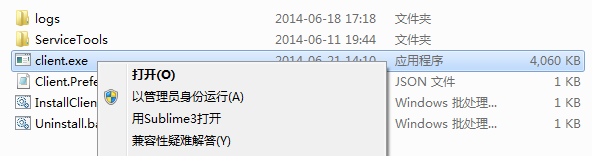 logs 2014-06-18 17:18 文件夹
ServiceTools 2014-06-11 19:44 文件夹
client.exe 2014-06-21 14:10 应用程序 4,060 KB
Client.Prefe JSON 文件 1 KB
InstallClien Windows 批处理... 1 KB
Uninstall.ba Windows 批处理... 1 KB
打开(O)
以管理员身份运行(A)
用Sublime3打开
兼容性疑难解答(Y)